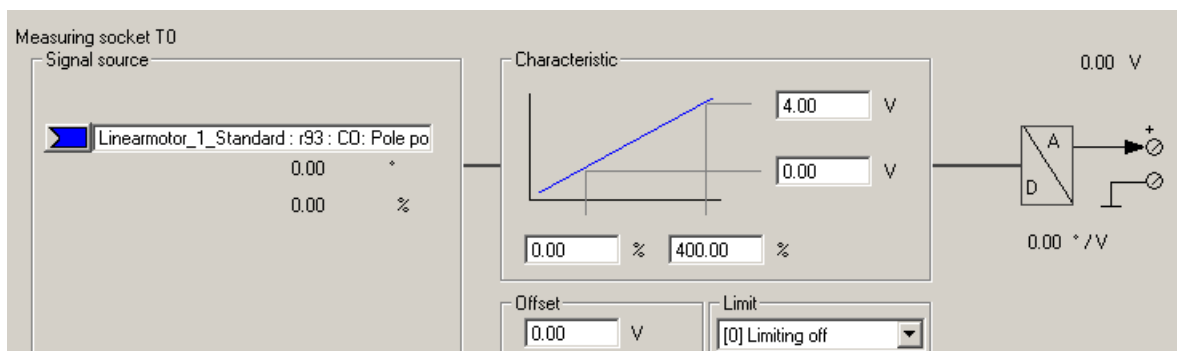 Measuring socket T0
Signal source
Linearmotor_1_Standard : r93 : CO: Pole po
0.00 °
0.00 %
Characteristic
4.00 V
0.00 V
0.00 % 400.00 %
Offset
0.00 V
Limit
[0] Limiting off
0.00 V
A
D
+
0.00 ° / V